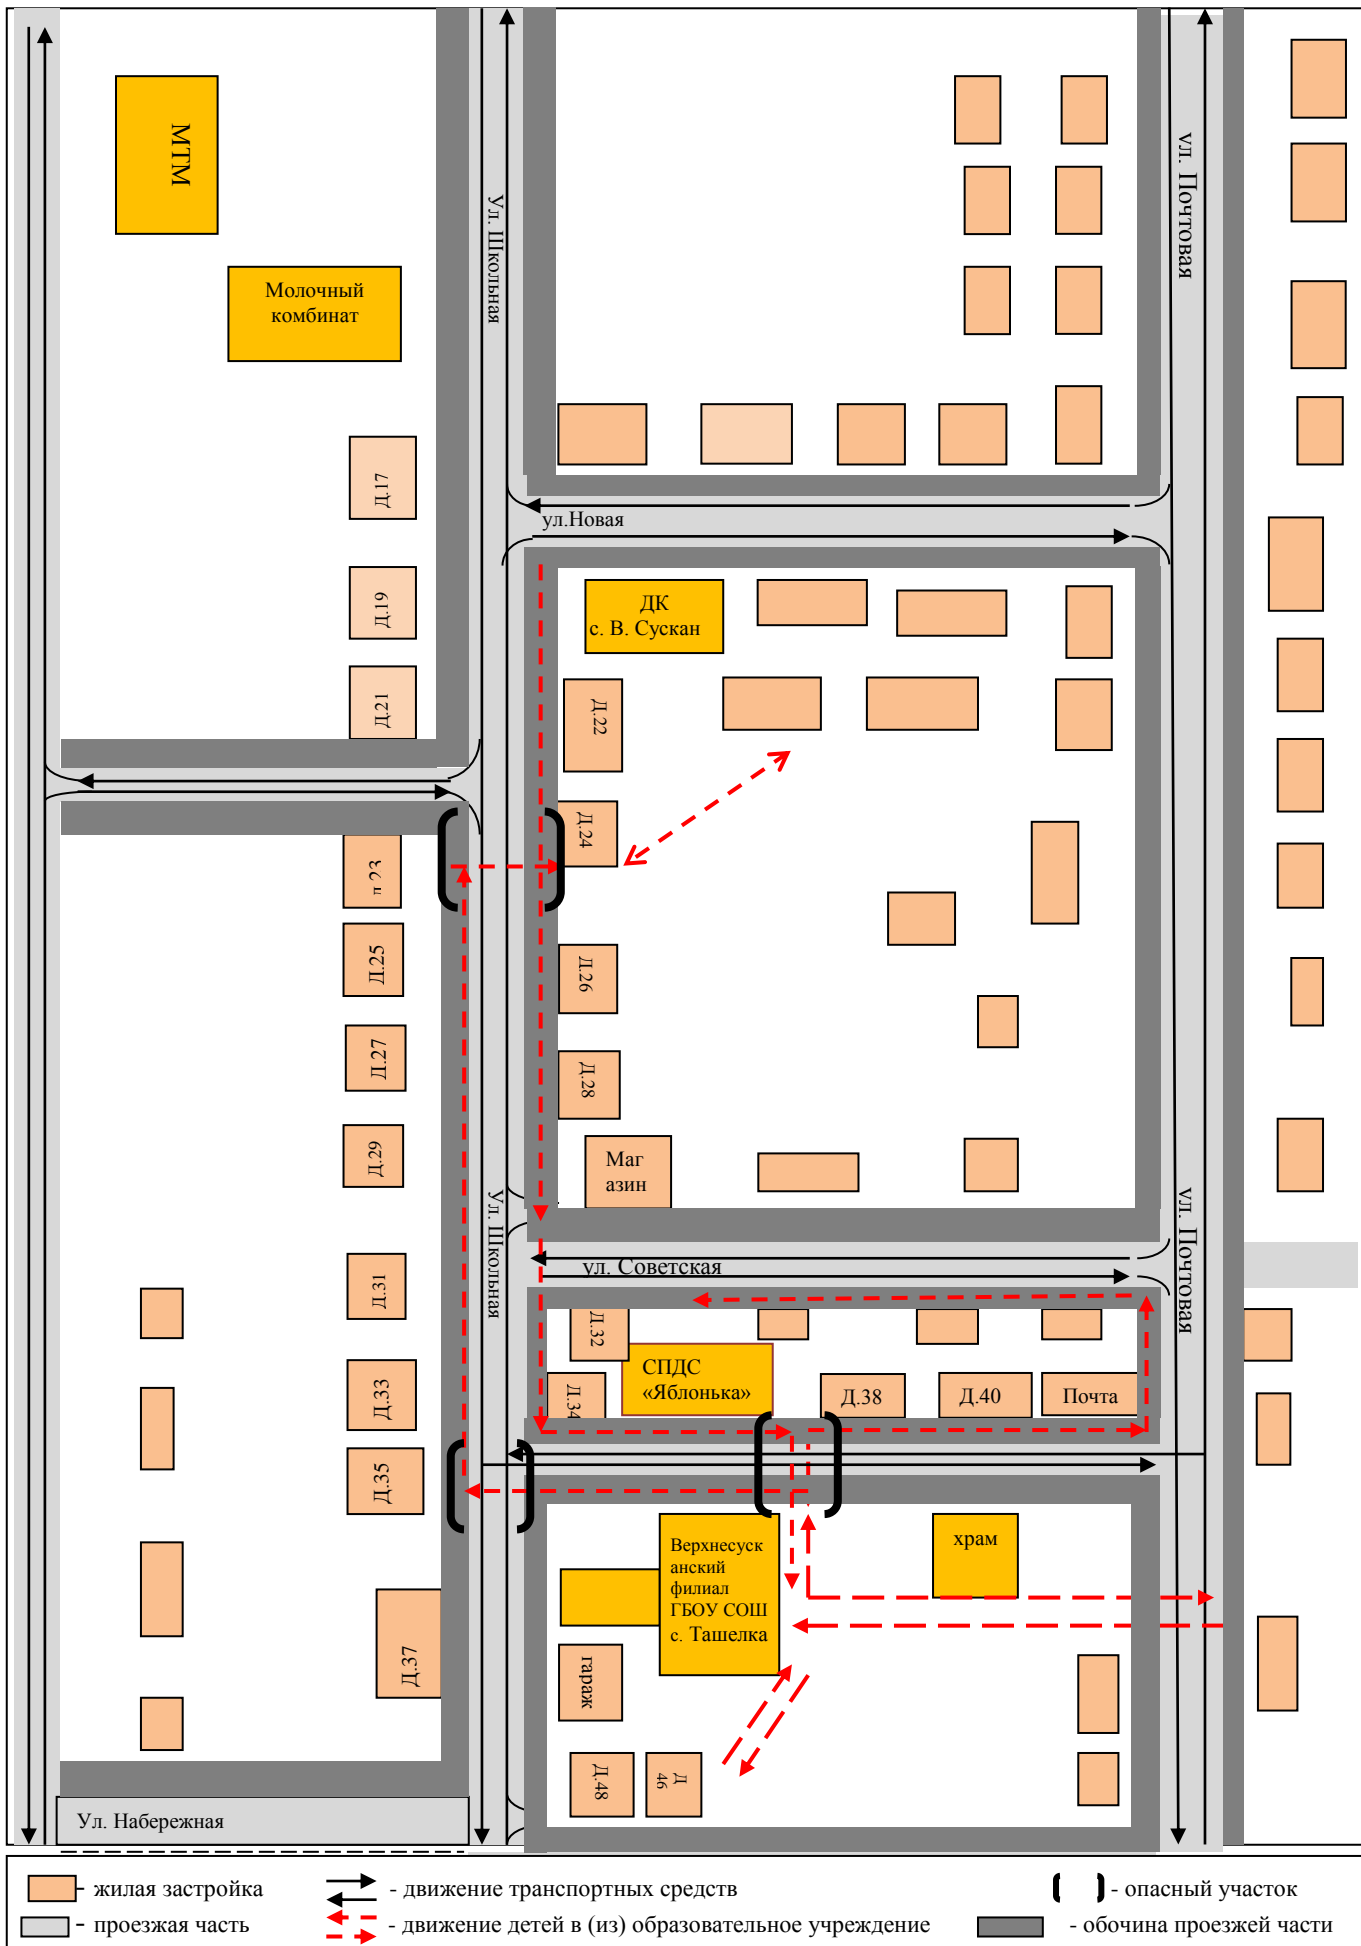 МТМ
Ул. Школьная
ул. Почтовая
Молочный
комбинат
Д.17
ул.Новая
Д.19
ДК
с. В. Сускан
Д.21
Д.22
Д.24
д 23
Д.25
Д.26
Д.27
Д.28
Д.29
Маг
азин
Ул. Школьная
ул. Почтовая
ул. Советская
Д.31
Д.32
СПДС
«Яблонька»
Д.33
Д.34
Д.38
Д.40
Почта
Д.35
Верхнесуск
анский
филиал
ГБОУ СОШ
с. Ташелка
храм
Д.37
гараж
Д.48
Д
46
Ул. Набережная
- жилая застройка
- движение транспортных средств
- опасный участок
- проезжая часть
- движение детей в (из) образовательное учреждение
- обочина проезжей части